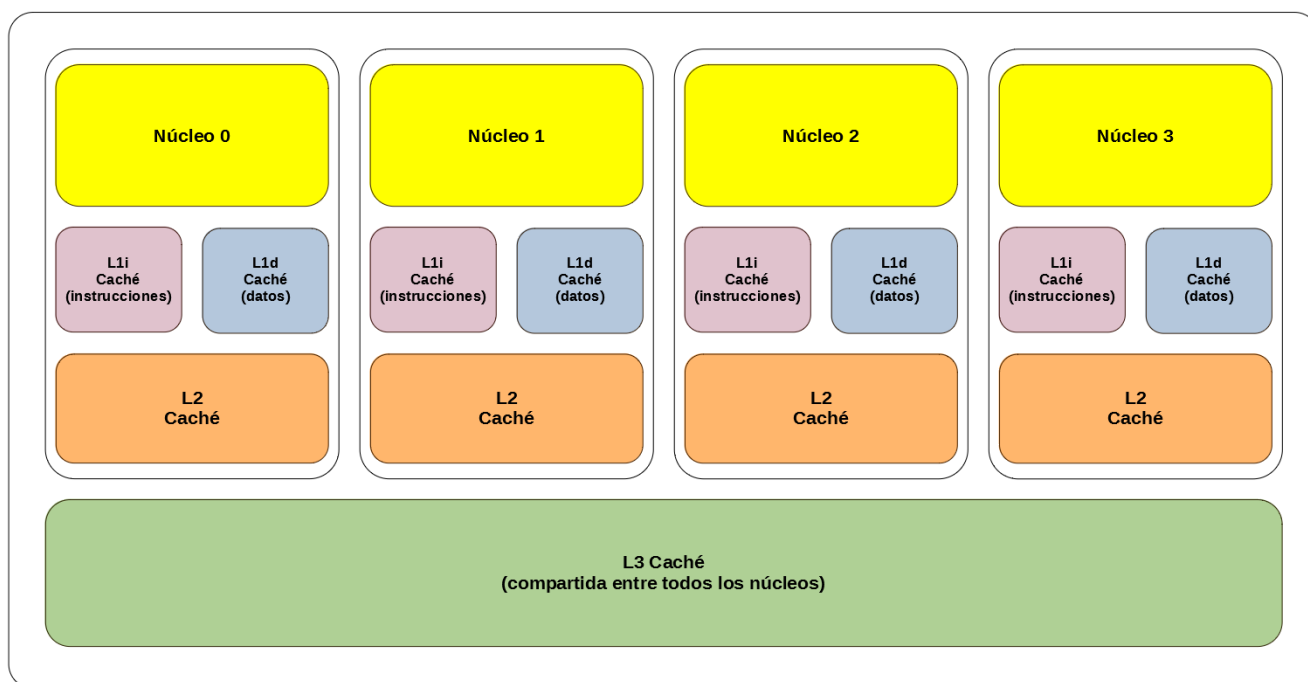 Núcleo 0
Núcleo 1
Núcleo 2
Núcleo 3
L1i
Caché
(instrucciones)
L1d
Caché
(datos)
L1i
Caché
(instrucciones)
L1d
Caché
(datos)
L1i
Caché
(instrucciones)
L1d
Caché
(datos)
L1i
Caché
(instrucciones)
L1d
Caché
(datos)
L2
Caché
L2
Caché
L2
Caché
L2
Caché
L3 Caché
(compartida entre todos los núcleos)